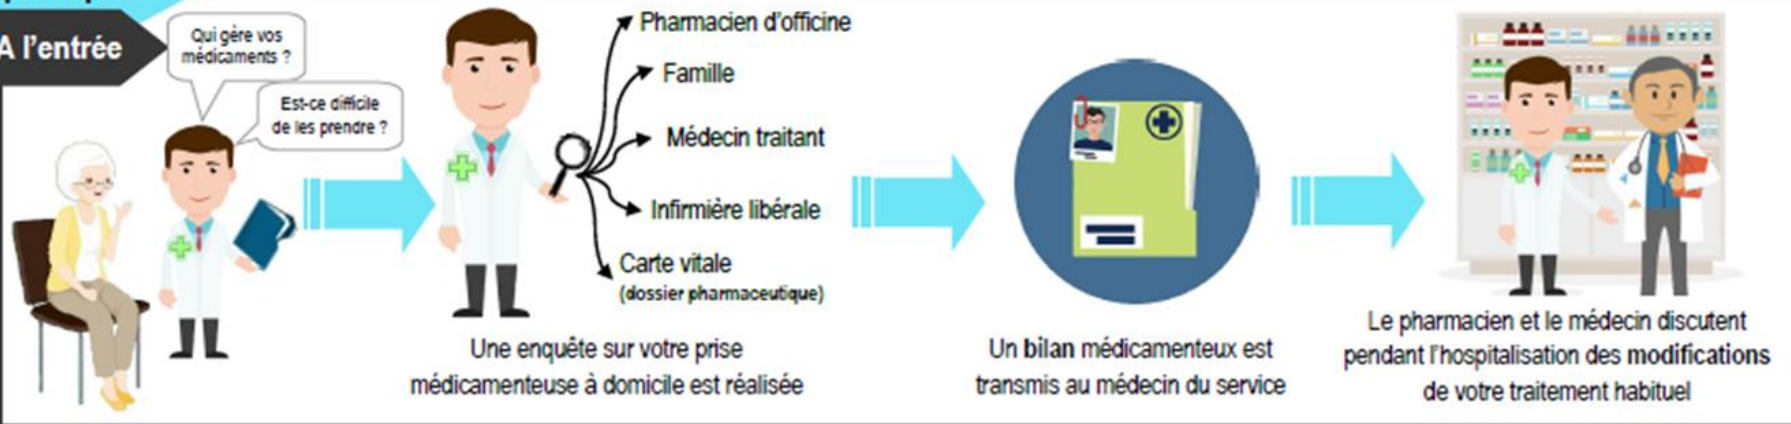 A l'entrée
Qui gère vos
médicaments ?
Est-ce difficile
de les prendre ?
Pharmacien d'officine
Famille
Médecin traitant
Infirmière libérale
Carte vitale
(dossier pharmaceutique)
Une enquête sur votre prise
médicamenteuse à domicile est réalisée
Un bilan médicamenteux est
transmis au médecin du service
Le pharmacien et le médecin discutent
pendant l'hospitalisation des modifications
de votre traitement habituel